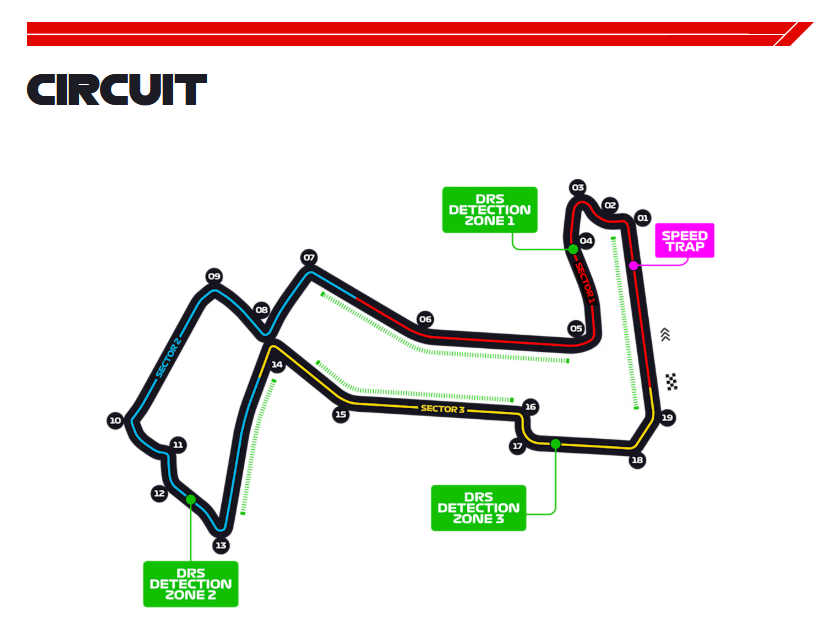 CIRCUIT
03
02
01
DRS
DETECTION
ZONE 1
SPEED
TRAP
04
SECTOR 1
07
09
08
06
05
SECTOR 2
14
15
SECTOR 3
16
19
10
11
17
18
12
DRS
DETECTION
ZONE 3
13
DRS
DETECTION
ZONE 2